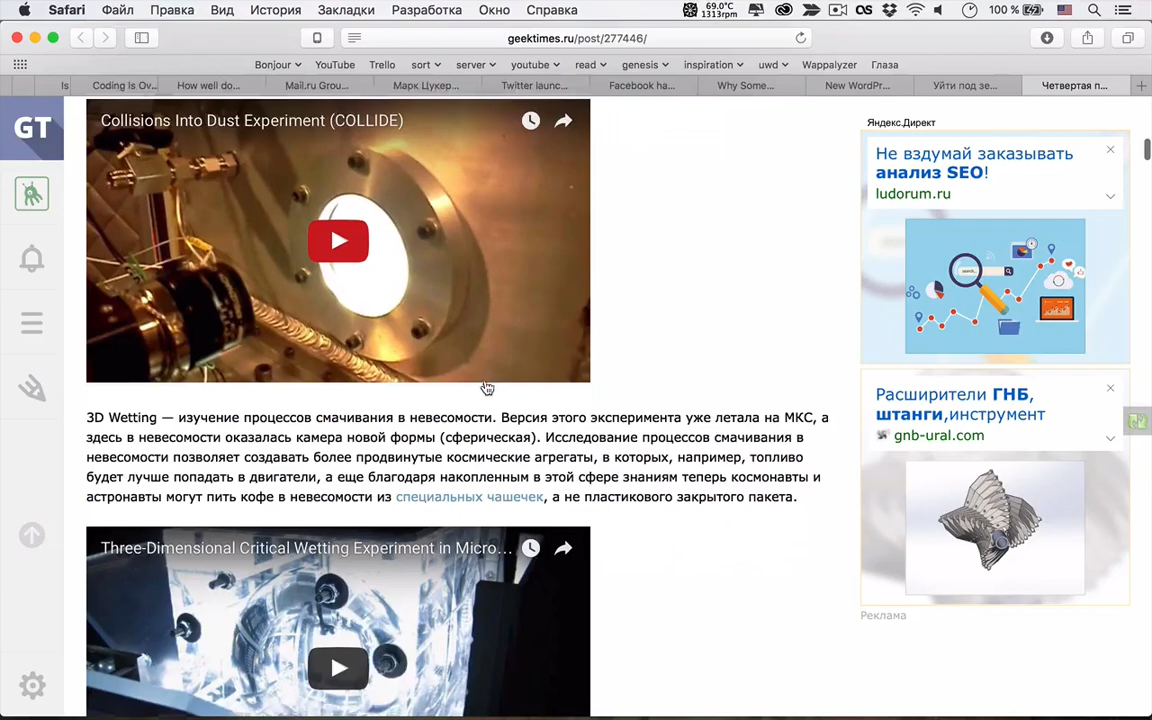 Safari Файл Правка Вид История Закладки Разработка Окно Справка 69.0°C 1313rpm 100 %
geektimes.ru/post/277446/
Bonjour YouTube Trello sort server youtube read genesis inspiration uwd Wappalyzer Глаза
Is Coding Is Ov... How well do... Mail.ru Grou... Марк Цукер... Twitter launc... Facebook ha... Why Some... New WordPr... Уйти под зе... Четвертая п...
GT
Collisions Into Dust Experiment (COLLIDE)
3D Wetting — изучение процессов смачивания в невесомости. Версия этого эксперимента уже летала на МКС, а
здесь в невесомости оказалась камера новой формы (сферическая). Исследование процессов смачивания в
невесомости позволяет создавать более продвинутые космические агрегаты, в которых, например, топливо
будет лучше попадать в двигатели, а еще благодаря накопленным в этой сфере знаниям теперь космонавты и
астронавты могут пить кофе в невесомости из специальных чашечек, а не пластикового закрытого пакета.
Three-Dimensional Critical Wetting Experiment in Micro...
Яндекс.Директ
Не вздумай заказывать
анализ SEO!
ludorum.ru
search...
Расширители ГНБ,
штанги,инструмент
gnb-ural.com
Реклама